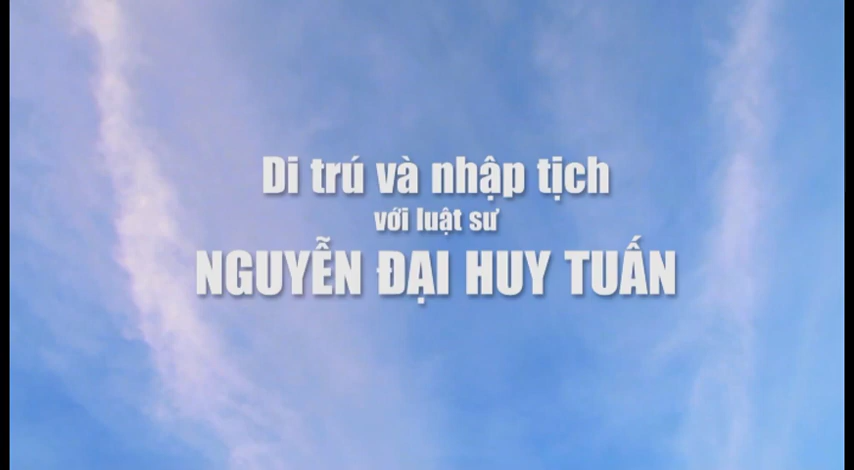 Di trú và nhập tịch
với luật sư
NGUYỄN ĐẠI HUY TUẤN